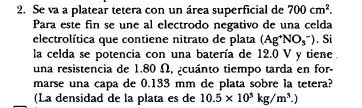 2. Se va a platear tetera con un área superficial de 700 cm².
Para este fin se une al electrodo negativo de una celda
electrolítica que contiene nitrato de plata (Ag⁺NO₃⁻). Si
la celda se potencia con una batería de 12.0 V y tiene
una resistencia de 1.80 Ω, ¿cuánto tiempo tarda en for-
marse una capa de 0.133 mm de plata sobre la tetera?
(La densidad de la plata es de 10.5 × 10³ kg/m³.)